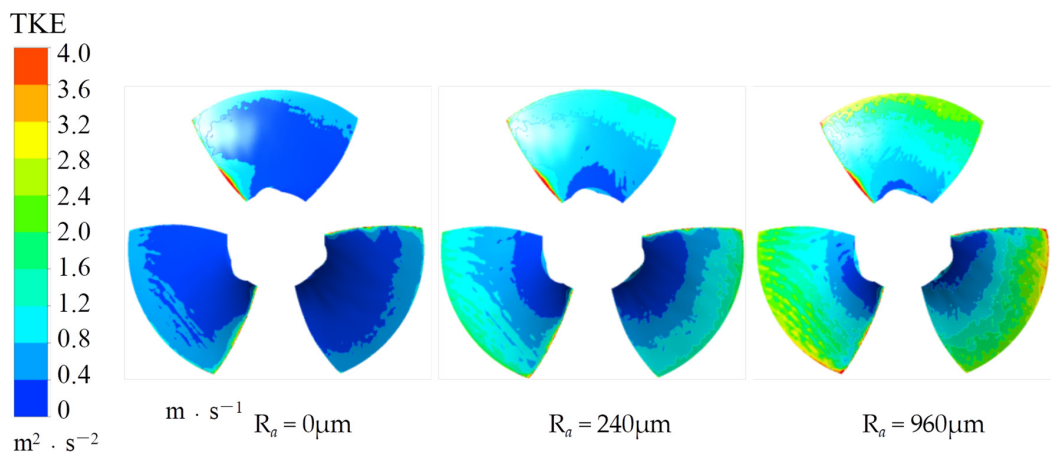 TKE
4.0
3.6
3.2
2.8
2.4
2.0
1.6
1.2
0.8
0.4
0
m² · s⁻²
m · s⁻¹
Rₐ = 0μm
Rₐ = 240μm
Rₐ = 960μm